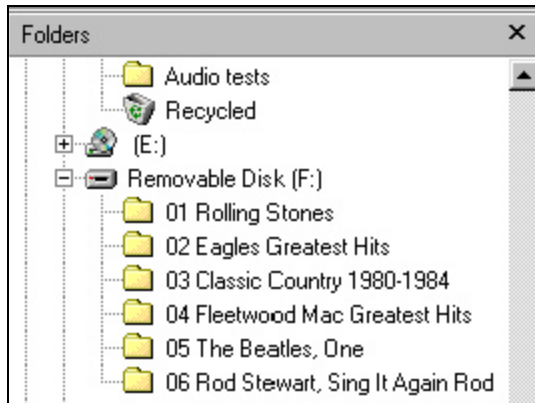 Folders
Audio tests
Recycled
(E:)
Removable Disk (F:)
01 Rolling Stones
02 Eagles Greatest Hits
03 Classic Country 1980-1984
04 Fleetwood Mac Greatest Hits
05 The Beatles, One
06 Rod Stewart, Sing It Again Rod